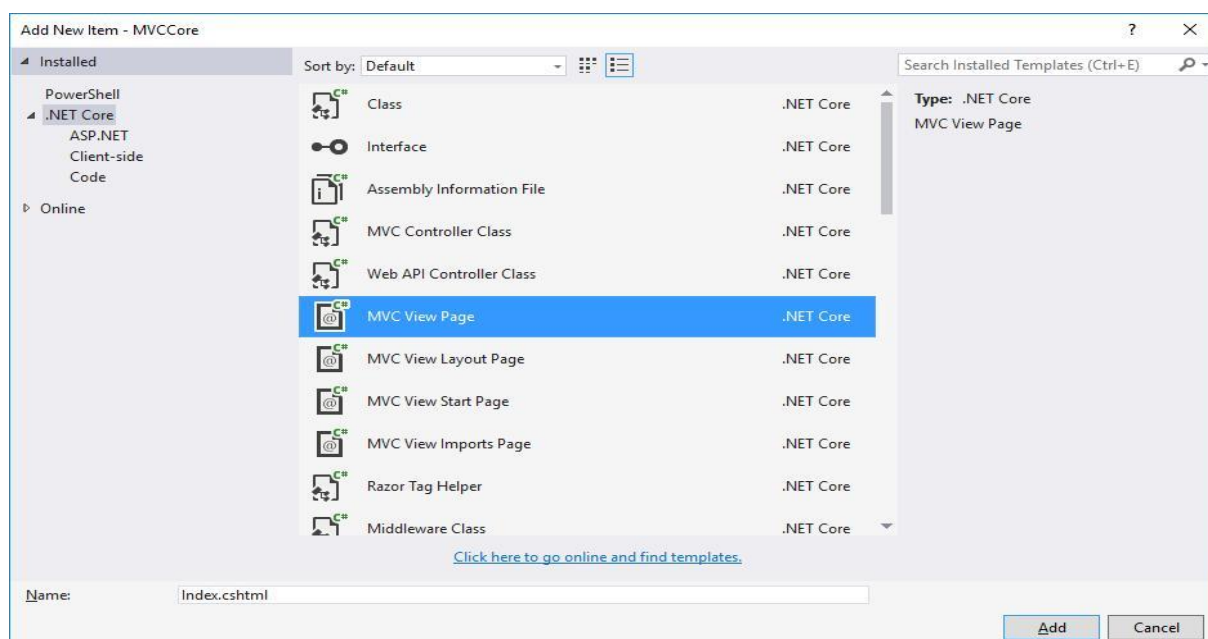 Add New Item - MVCCore
?
Installed
Sort by: Default
Search Installed Templates (Ctrl+E)
PowerShell
.NET Core
ASP.NET
Client-side
Code
Online
C# Class .NET Core
Interface .NET Core
C# Assembly Information File .NET Core
C# MVC Controller Class .NET Core
C# Web API Controller Class .NET Core
C# @ MVC View Page .NET Core
C# @ MVC View Layout Page .NET Core
C# @ MVC View Start Page .NET Core
C# @ MVC View Imports Page .NET Core
C# Razor Tag Helper .NET Core
C# Middleware Class .NET Core
Type: .NET Core
MVC View Page
Click here to go online and find templates.
Name: Index.cshtml
Add Cancel